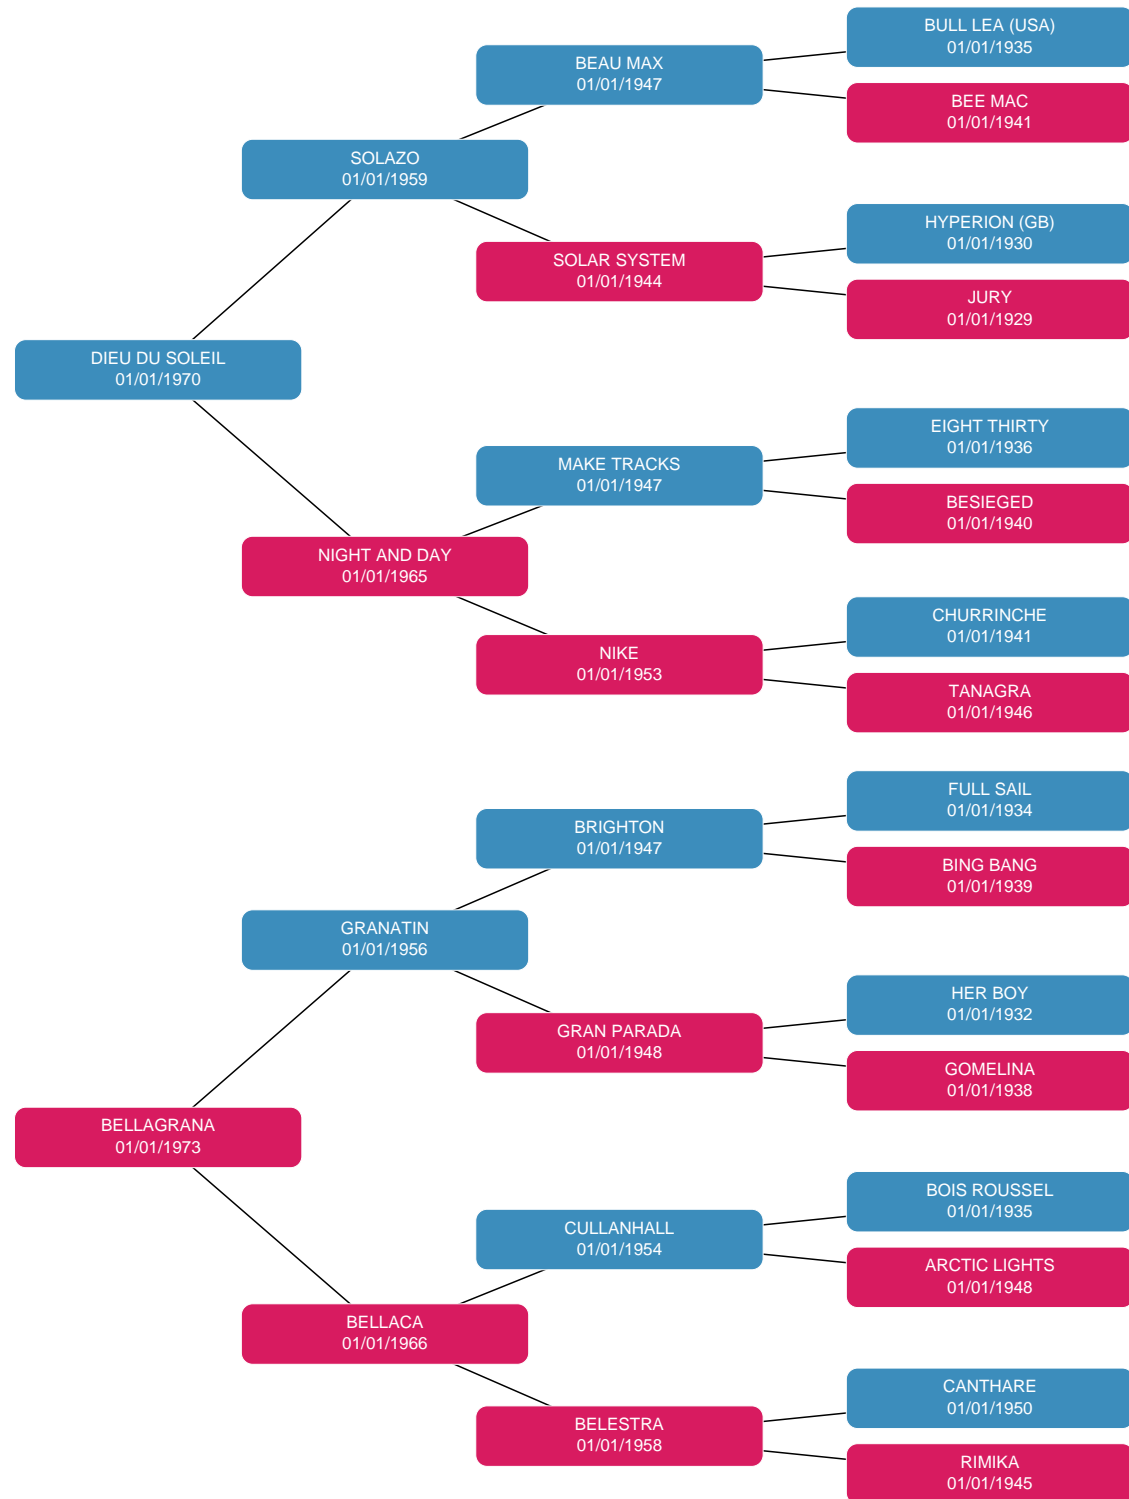 BULL LEA (USA)
01/01/1935
BEAU MAX
01/01/1947
BEE MAC
01/01/1941
SOLAZO
01/01/1959
HYPERION (GB)
01/01/1930
SOLAR SYSTEM
01/01/1944
JURY
01/01/1929
DIEU DU SOLEIL
01/01/1970
EIGHT THIRTY
01/01/1936
MAKE TRACKS
01/01/1947
BESIEGED
01/01/1940
NIGHT AND DAY
01/01/1965
CHURRINCHE
01/01/1941
NIKE
01/01/1953
TANAGRA
01/01/1946
FULL SAIL
01/01/1934
BRIGHTON
01/01/1947
BING BANG
01/01/1939
GRANATIN
01/01/1956
HER BOY
01/01/1932
GRAN PARADA
01/01/1948
GOMELINA
01/01/1938
BELLAGRANA
01/01/1973
BOIS ROUSSEL
01/01/1935
CULLANHALL
01/01/1954
ARCTIC LIGHTS
01/01/1948
BELLACA
01/01/1966
CANTHARE
01/01/1950
BELESTRA
01/01/1958
RIMIKA
01/01/1945